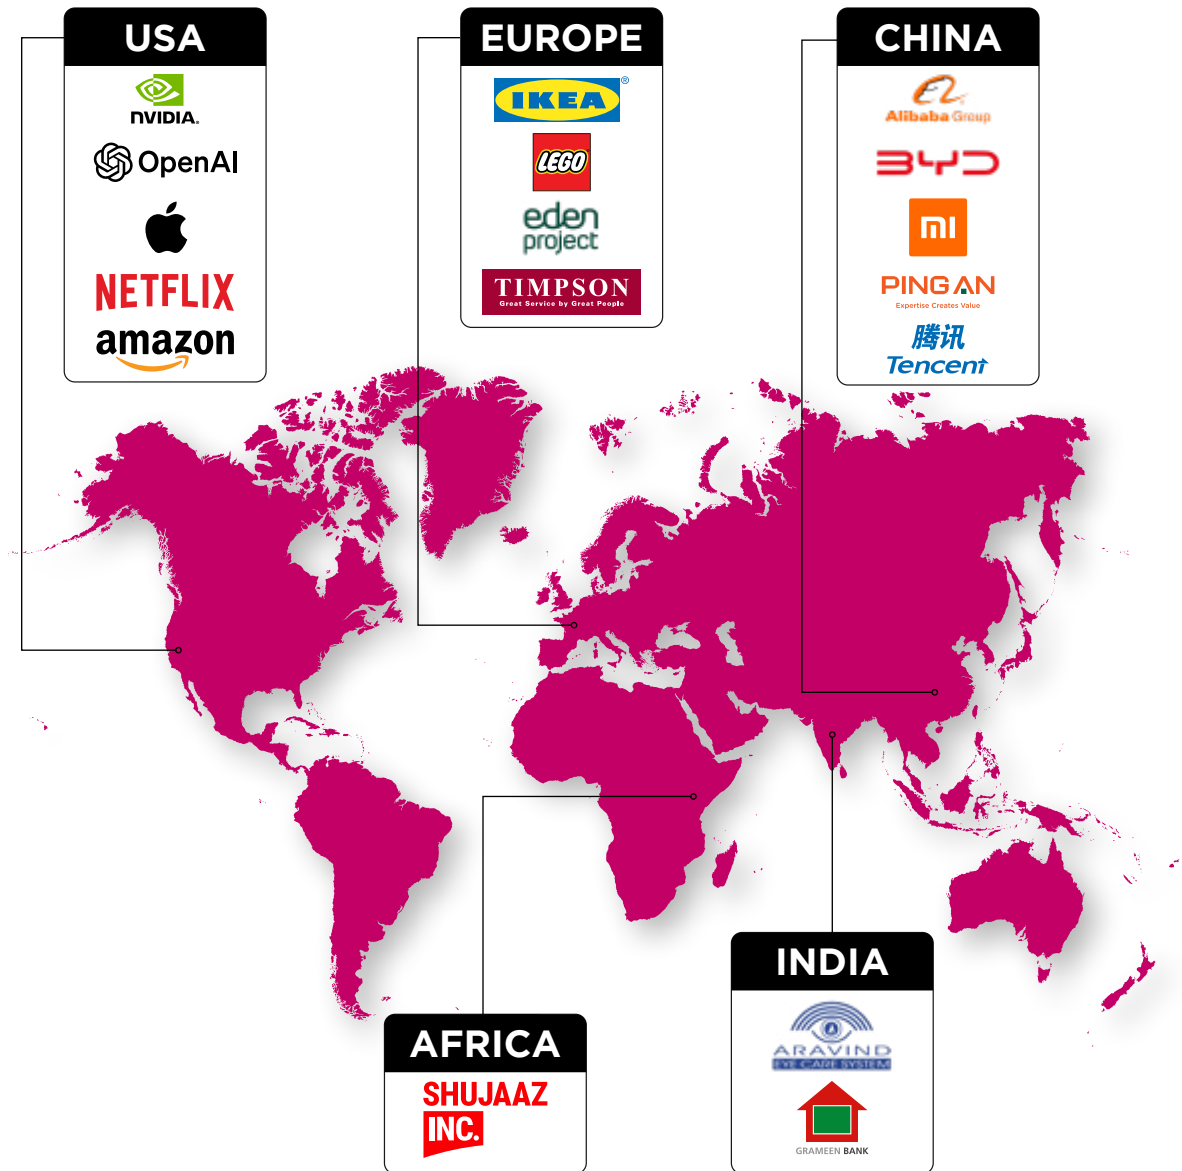 USA
NVIDIA.
OpenAI
NETFLIX
amazon
EUROPE
IKEA®
LEGO
eden
project
TIMPSON
Great Service by Great People
CHINA
Alibaba Group
BYD
mi
PING AN
Expertise Creates Value
腾讯
Tencent
AFRICA
SHUJAAZ
INC.
INDIA
ARAVIND
EYE CARE SYSTEM
GRAMEEN BANK